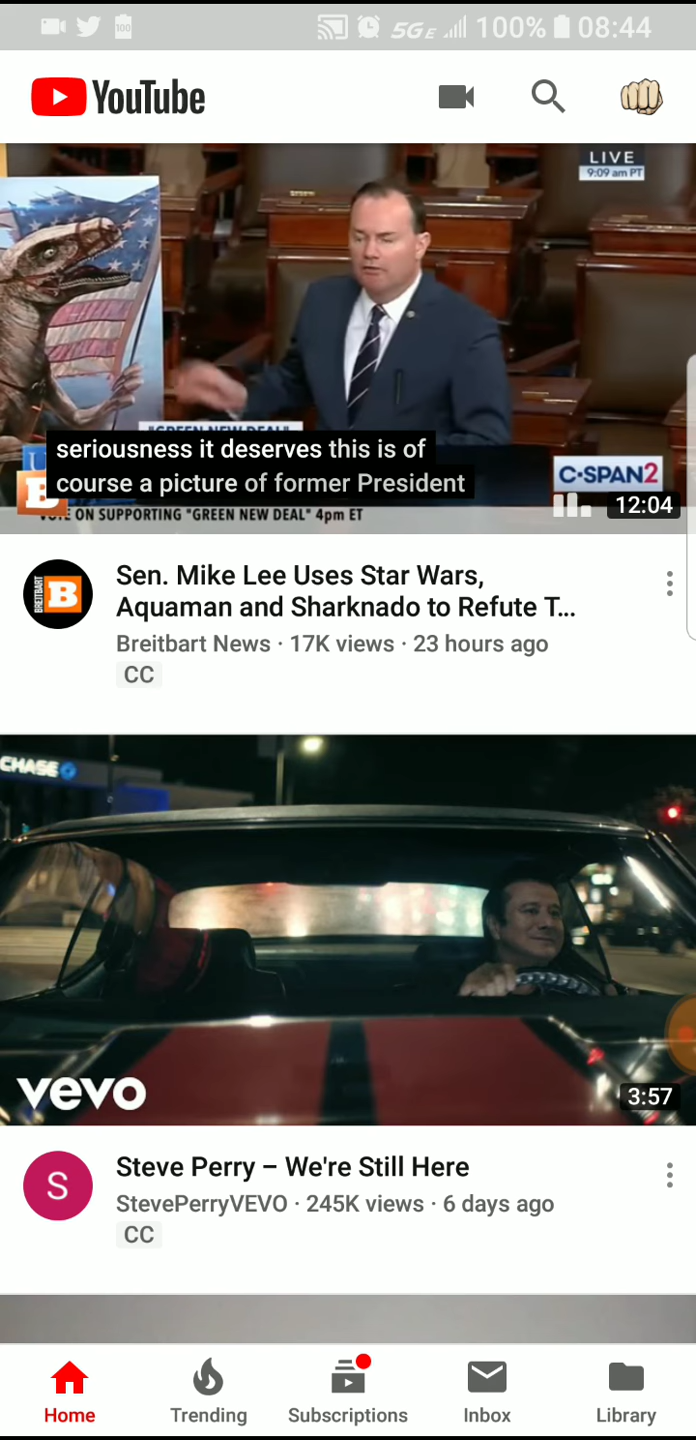 100 5GE 100% 08:44
YouTube
LIVE
9:09 am PT
seriousness it deserves this is of
course a picture of former President
C-SPAN2
B
12:04
VOTE ON SUPPORTING "GREEN NEW DEAL" 4pm ET
BREITBART B
Sen. Mike Lee Uses Star Wars,
Aquaman and Sharknado to Refute T...
Breitbart News · 17K views · 23 hours ago
CC
CHASE
vevo
3:57
S
Steve Perry – We're Still Here
StevePerryVEVO · 245K views · 6 days ago
CC
Home Trending Subscriptions Inbox Library